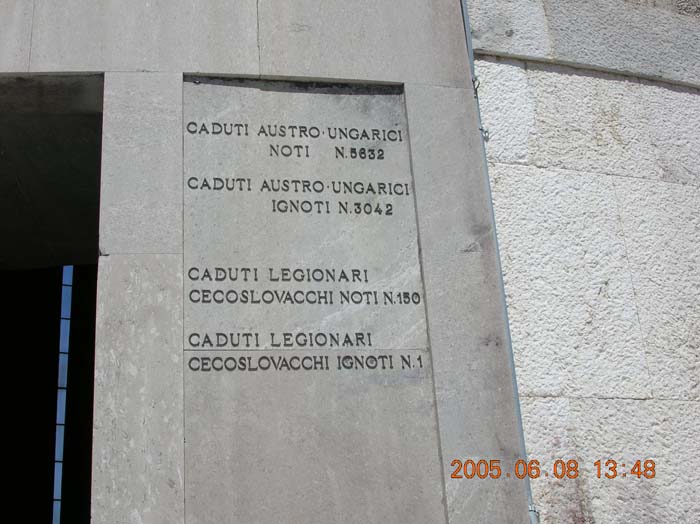 CADUTI AUSTRO·UNGARICI
NOTI N.5632
CADUTI AUSTRO·UNGARICI
IGNOTI N.3042
CADUTI LEGIONARI
CECOSLOVACCHI NOTI N.150
CADUTI LEGIONARI
CECOSLOVACCHI IGNOTI N.1
2005.06.08 13:48